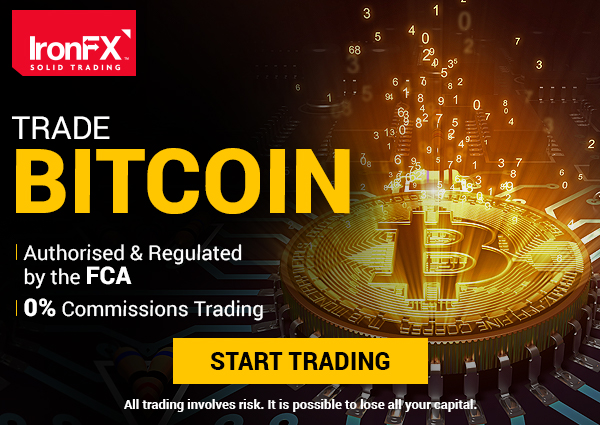 IronFX
SOLID TRADING
TRADE
BITCOIN
Authorised & Regulated
by the FCA
0% Commissions Trading
START TRADING
All trading involves risk. It is possible to lose all your capital.